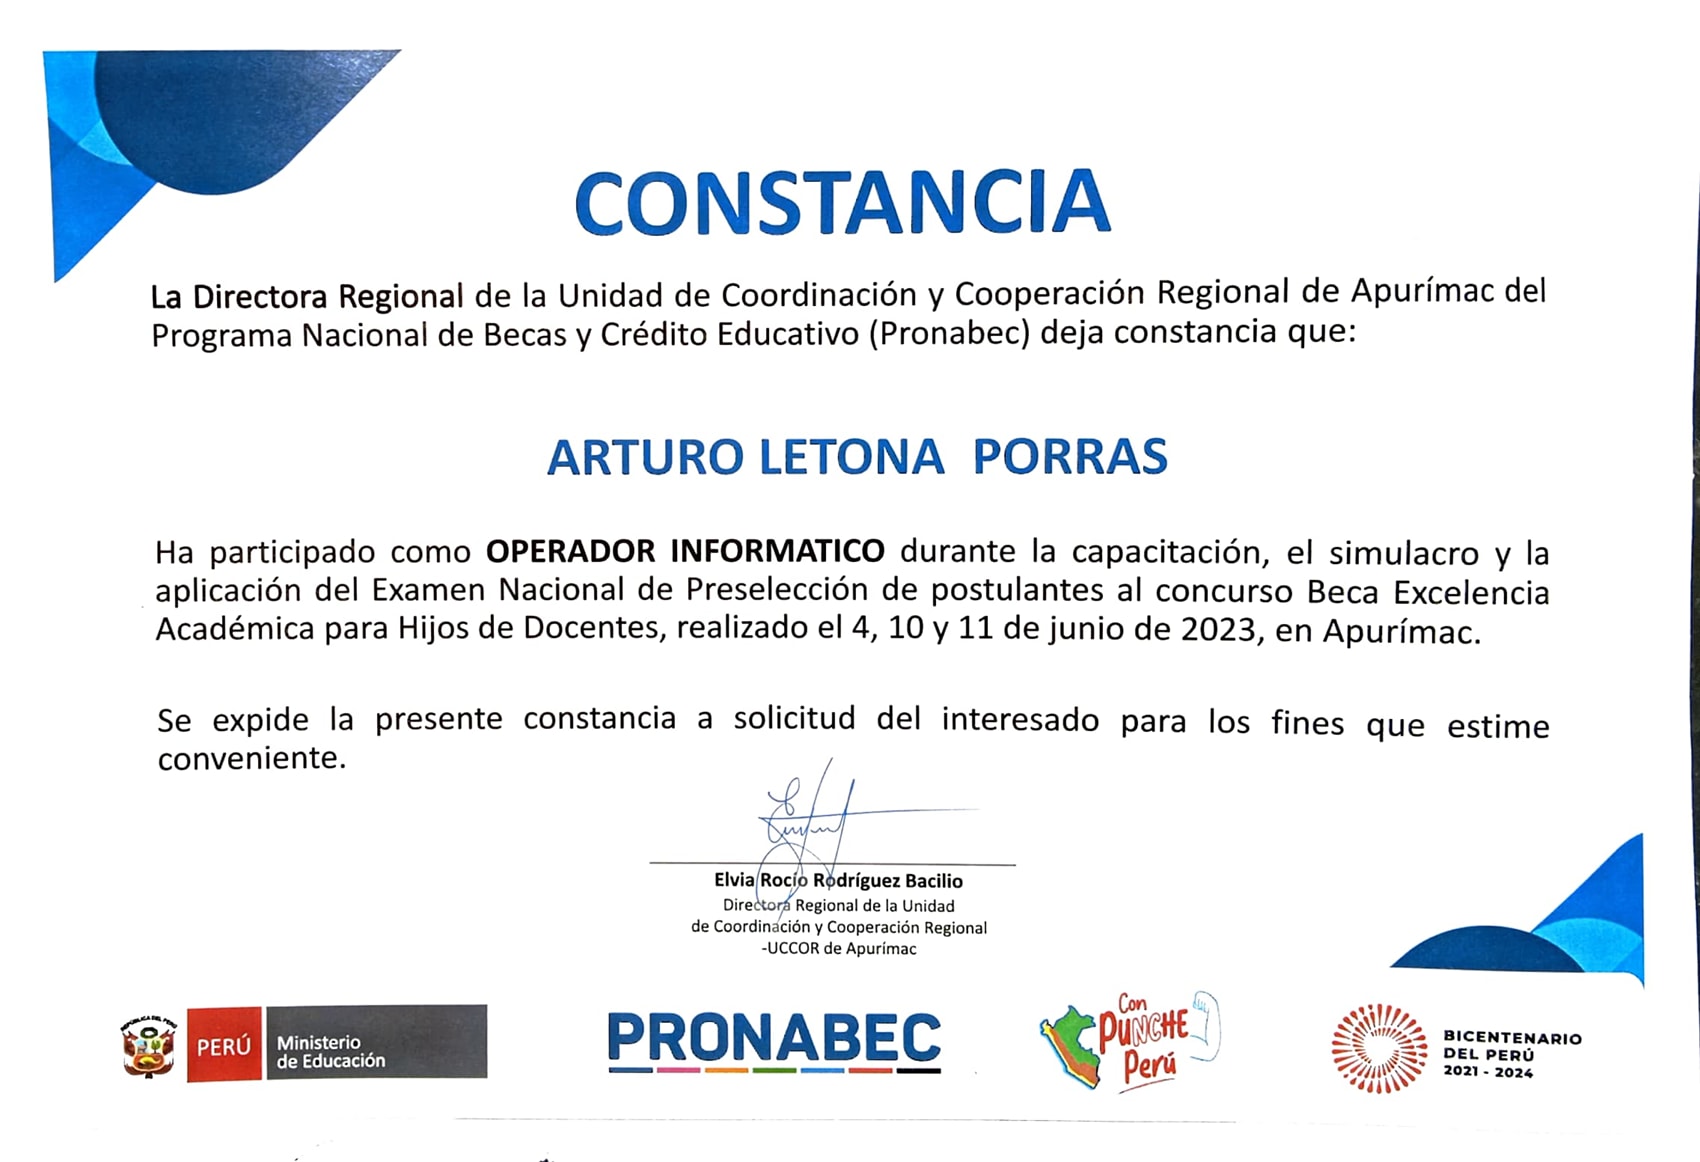 CONSTANCIA
La Directora Regional de la Unidad de Coordinación y Cooperación Regional de Apurímac del
Programa Nacional de Becas y Crédito Educativo (Pronabec) deja constancia que:
ARTURO LETONA PORRAS
Ha participado como OPERADOR INFORMATICO durante la capacitación, el simulacro y la
aplicación del Examen Nacional de Preselección de postulantes al concurso Beca Excelencia
Académica para Hijos de Docentes, realizado el 4, 10 y 11 de junio de 2023, en Apurímac.
Se expide la presente constancia a solicitud del interesado para los fines que estime
conveniente.
Elvia Rocío Rodríguez Bacilio
Directora Regional de la Unidad
de Coordinación y Cooperación Regional
-UCCOR de Apurímac
REPÚBLICA DEL PERÚ
PERÚ
Ministerio
de Educación
PRONABEC
Con
PUNCHE
Perú
BICENTENARIO
DEL PERÚ
2021 - 2024